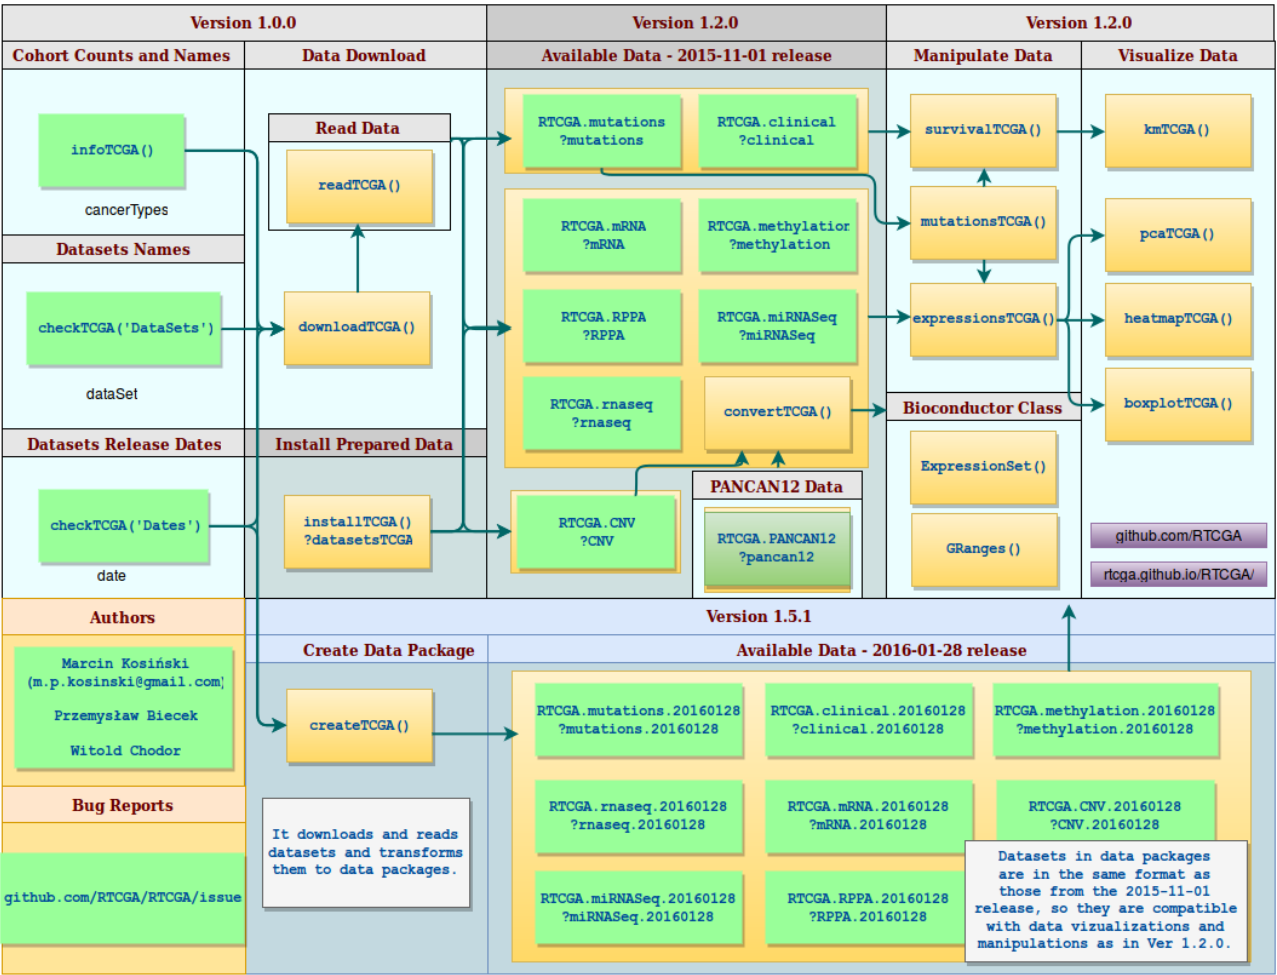 Version 1.0.0
Version 1.2.0
Version 1.2.0
Cohort Counts and Names
Data Download
Available Data - 2015-11-01 release
Manipulate Data
Visualize Data
infoTCGA()
cancerTypes
Datasets Names
checkTCGA('DataSets')
dataSet
Datasets Release Dates
checkTCGA('Dates')
date
Read Data
readTCGA()
downloadTCGA()
Install Prepared Data
installTCGA()
?datasetsTCGA
RTCGA.mutations
?mutations
RTCGA.clinical
?clinical
RTCGA.mRNA
?mRNA
RTCGA.methylation
?methylation
RTCGA.RPPA
?RPPA
RTCGA.miRNASeq
?miRNASeq
RTCGA.rnaseq
?rnaseq
convertTCGA()
RTCGA.CNV
?CNV
PANCAN12 Data
RTCGA.PANCAN12
?pancan12
survivalTCGA()
mutationsTCGA()
expressionsTCGA()
Bioconductor Class
ExpressionSet()
GRanges()
kmTCGA()
pcaTCGA()
heatmapTCGA()
boxplotTCGA()
github.com/RTCGA
rtcga.github.io/RTCGA/
Authors
Marcin Kosiński
(m.p.kosinski@gmail.com)
Przemysław Biecek
Witold Chodor
Bug Reports
github.com/RTCGA/RTCGA/issue
Version 1.5.1
Create Data Package
Available Data - 2016-01-28 release
createTCGA()
It downloads and reads
datasets and transforms
them to data packages.
RTCGA.mutations.20160128
?mutations.20160128
RTCGA.clinical.20160128
?clinical.20160128
RTCGA.methylation.20160128
?methylation.20160128
RTCGA.rnaseq.20160128
?rnaseq.20160128
RTCGA.mRNA.20160128
?mRNA.20160128
RTCGA.CNV.20160128
?CNV.20160128
RTCGA.miRNASeq.20160128
?miRNASeq.20160128
RTCGA.RPPA.20160128
?RPPA.20160128
Datasets in data packages
are in the same format as
those from the 2015-11-01
release, so they are compatible
with data vizualizations and
manipulations as in Ver 1.2.0.